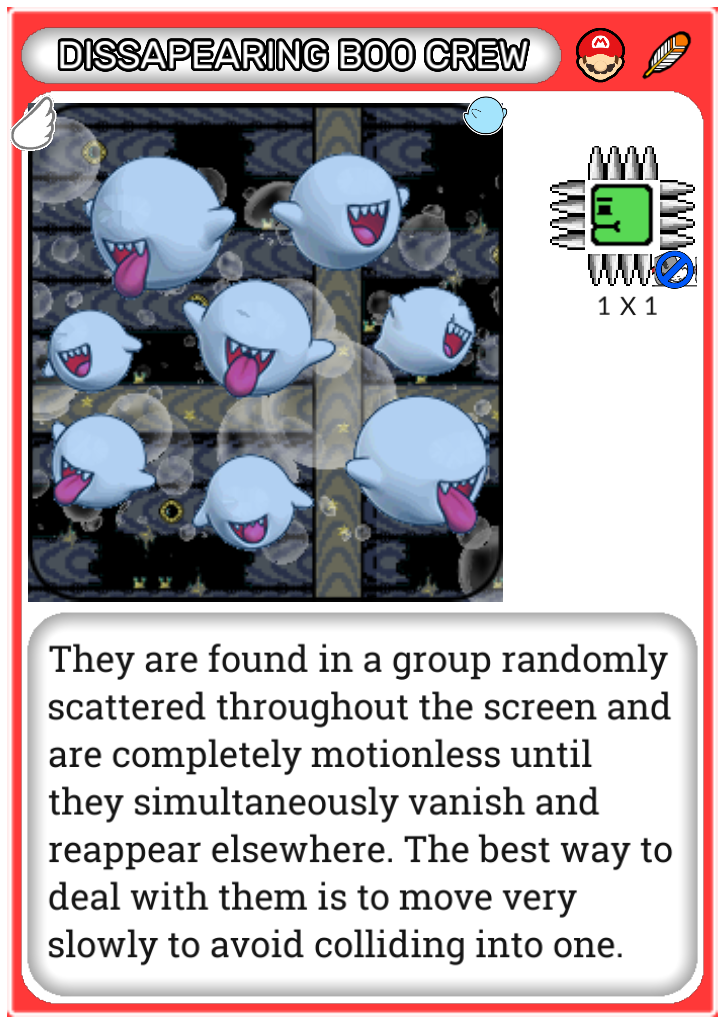 DISSAPEARING BOO CREW
1 X 1
They are found in a group randomly
scattered throughout the screen and
are completely motionless until
they simultaneously vanish and
reappear elsewhere. The best way to
deal with them is to move very
slowly to avoid colliding into one.